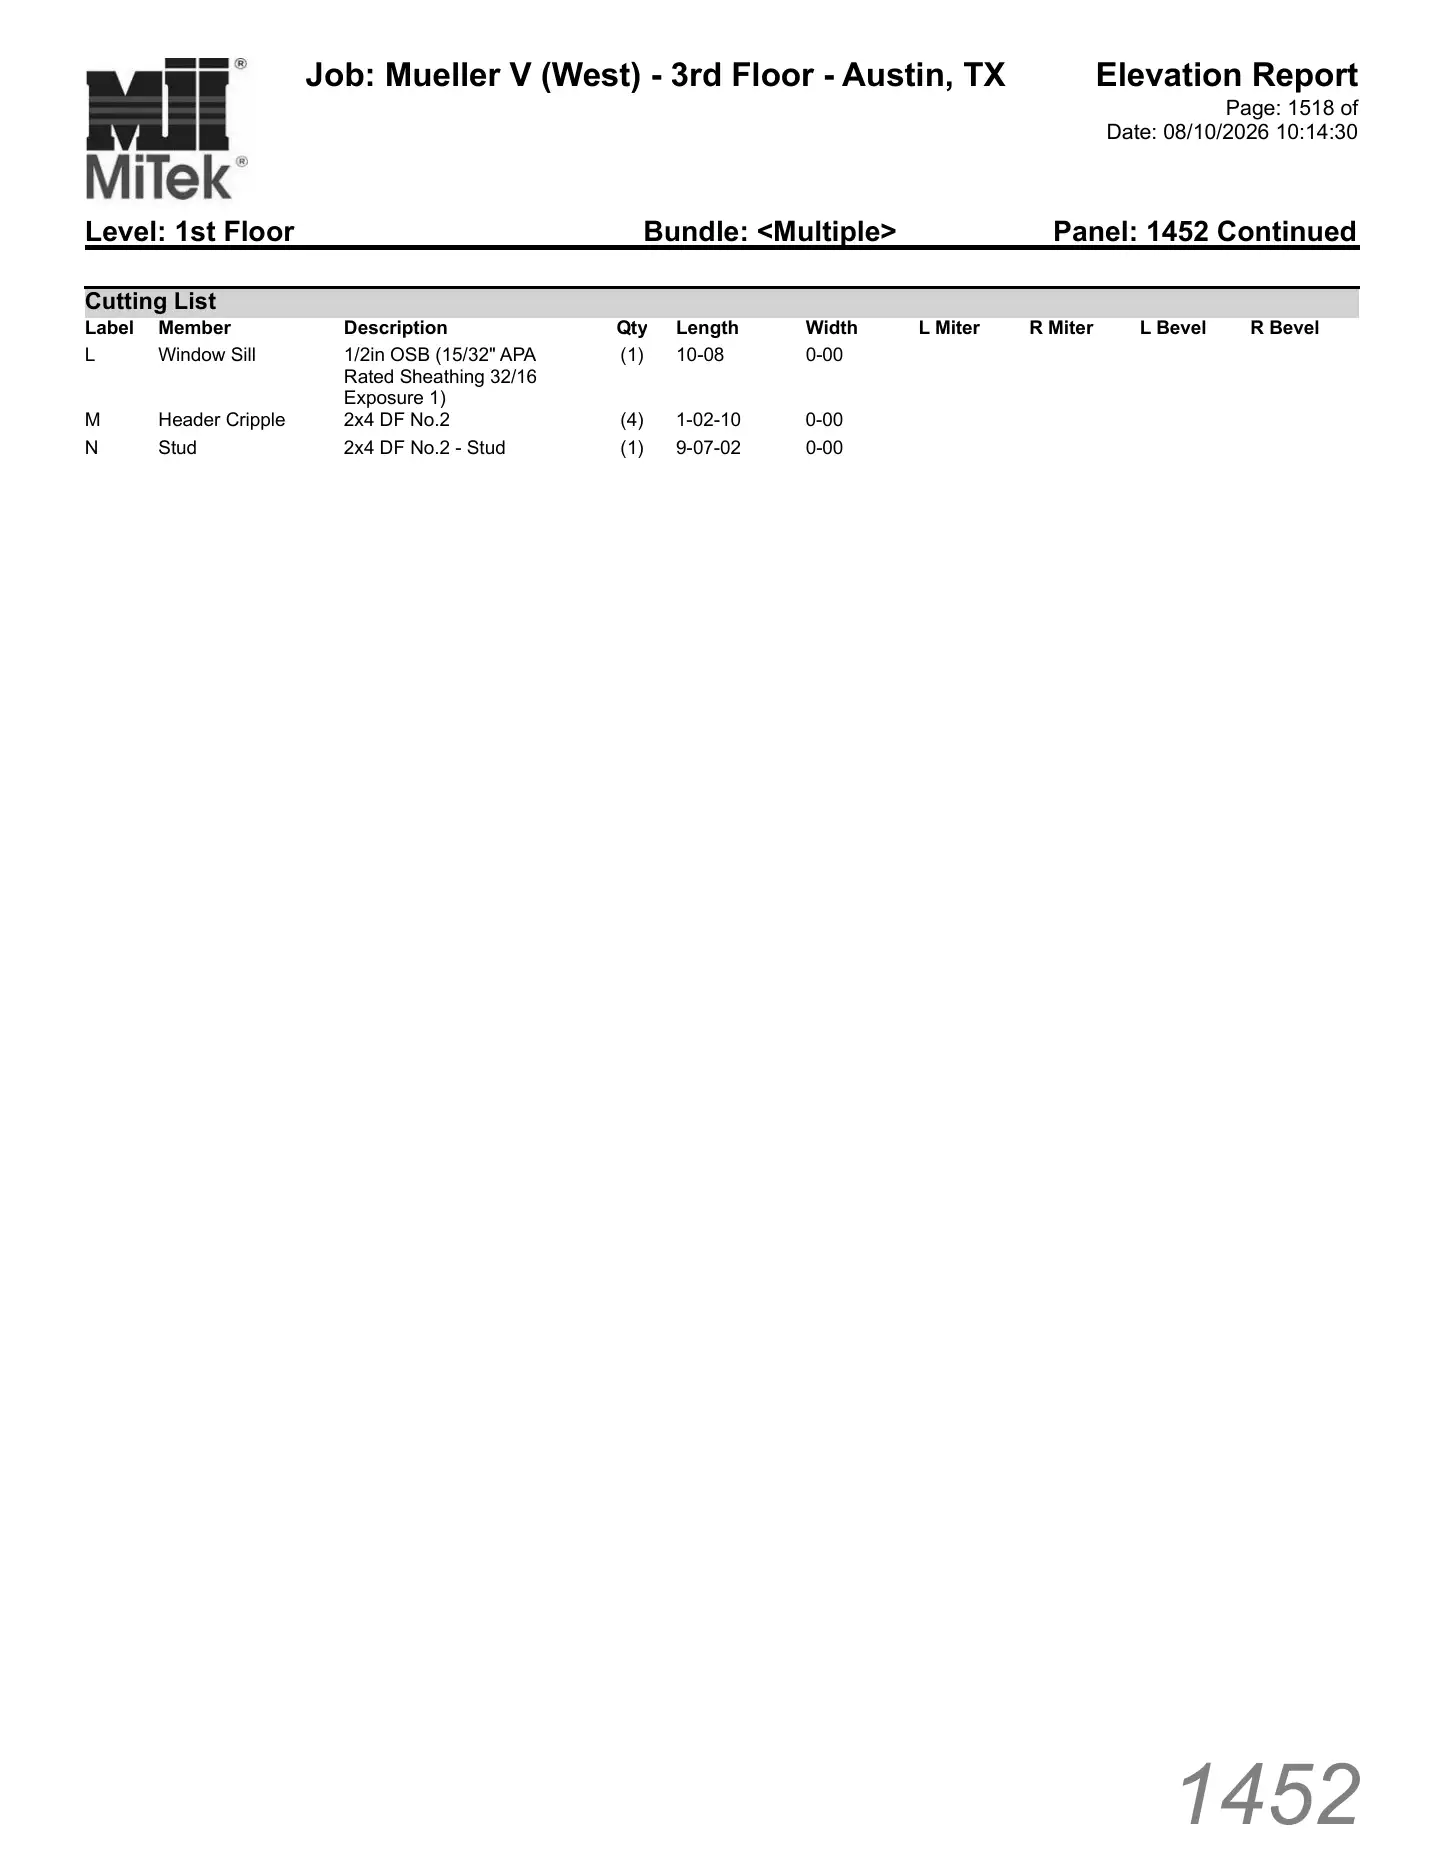 Job: Mueller V (West) - 3rd Floor - Austin, TX
Elevation Report
Page: 1518 of
Date: 08/10/2026 10:14:30
MiTek®
Level: 1st Floor Bundle: <Multiple> Panel: 1452 Continued
Cutting List
Label Member Description Qty Length Width L Miter R Miter L Bevel R Bevel
L Window Sill 1/2in OSB (15/32" APA (1) 10-08 0-00
Rated Sheathing 32/16
Exposure 1)
M Header Cripple 2x4 DF No.2 (4) 1-02-10 0-00
N Stud 2x4 DF No.2 - Stud (1) 9-07-02 0-00
1452